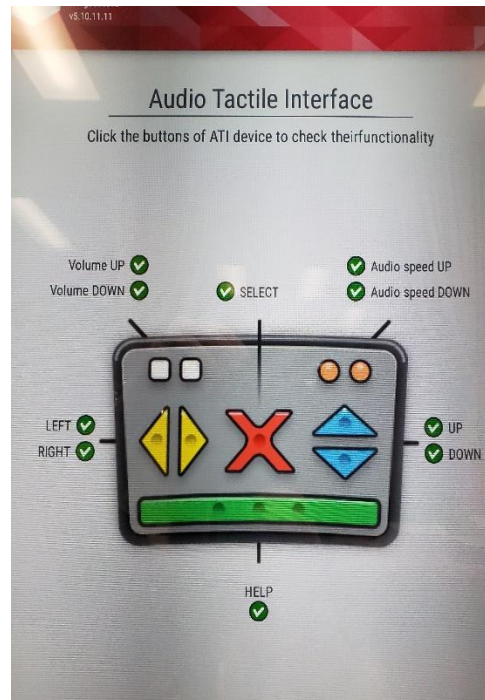 v5.10.11.11
Audio Tactile Interface
Click the buttons of ATI device to check theirfunctionality
Volume UP
Volume DOWN
SELECT
Audio speed UP
Audio speed DOWN
LEFT
RIGHT
UP
DOWN
HELP